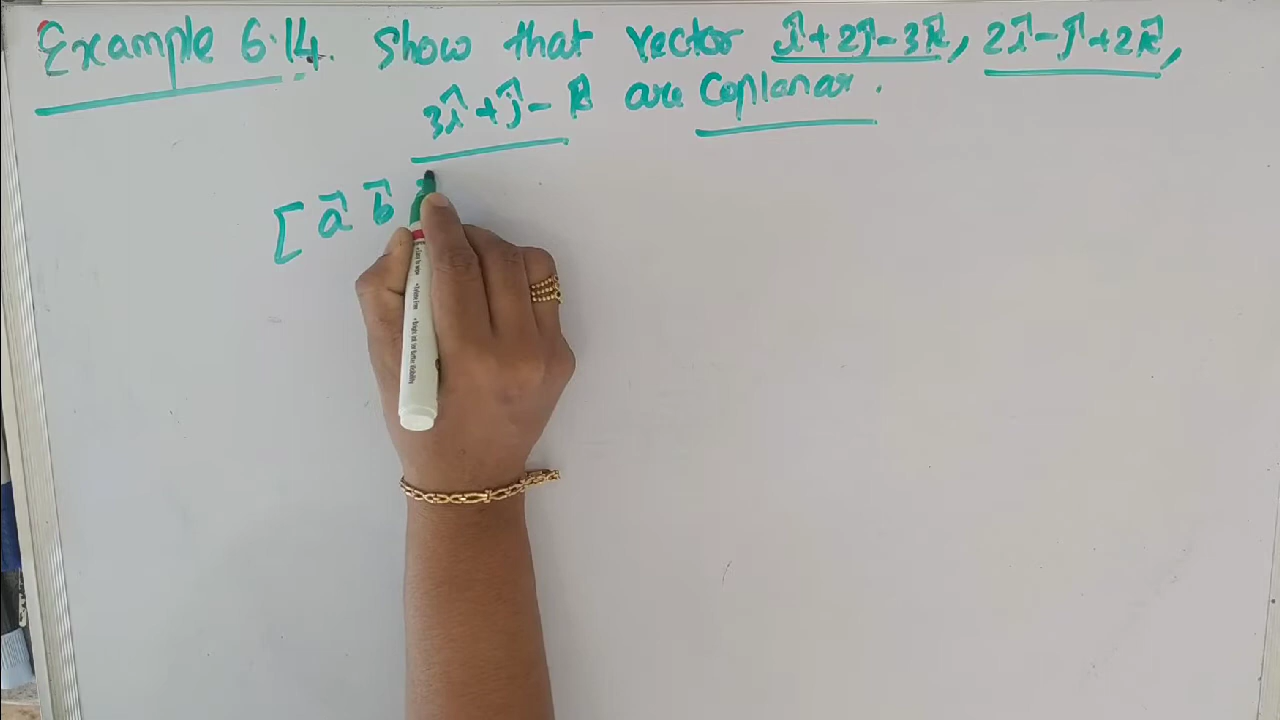 Example 6.14. Show that vector î+2ĵ-3k̂, 2î-ĵ+2k̂,
3î+ĵ-k̂ are coplanar.
[a⃗ b⃗